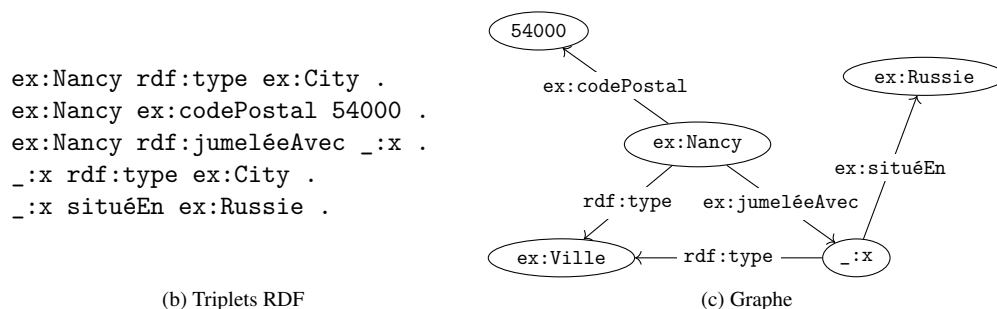 ex:Nancy rdf:type ex:City .
ex:Nancy ex:codePostal 54000 .
ex:Nancy rdf:jumeléeAvec _:x .
_:x rdf:type ex:City .
_:x situéEn ex:Russie .
(b) Triplets RDF
54000
ex:codePostal
ex:Russie
ex:Nancy
ex:situéEn
rdf:type
ex:jumeléeAvec
ex:Ville
rdf:type
_:x
(c) Graphe